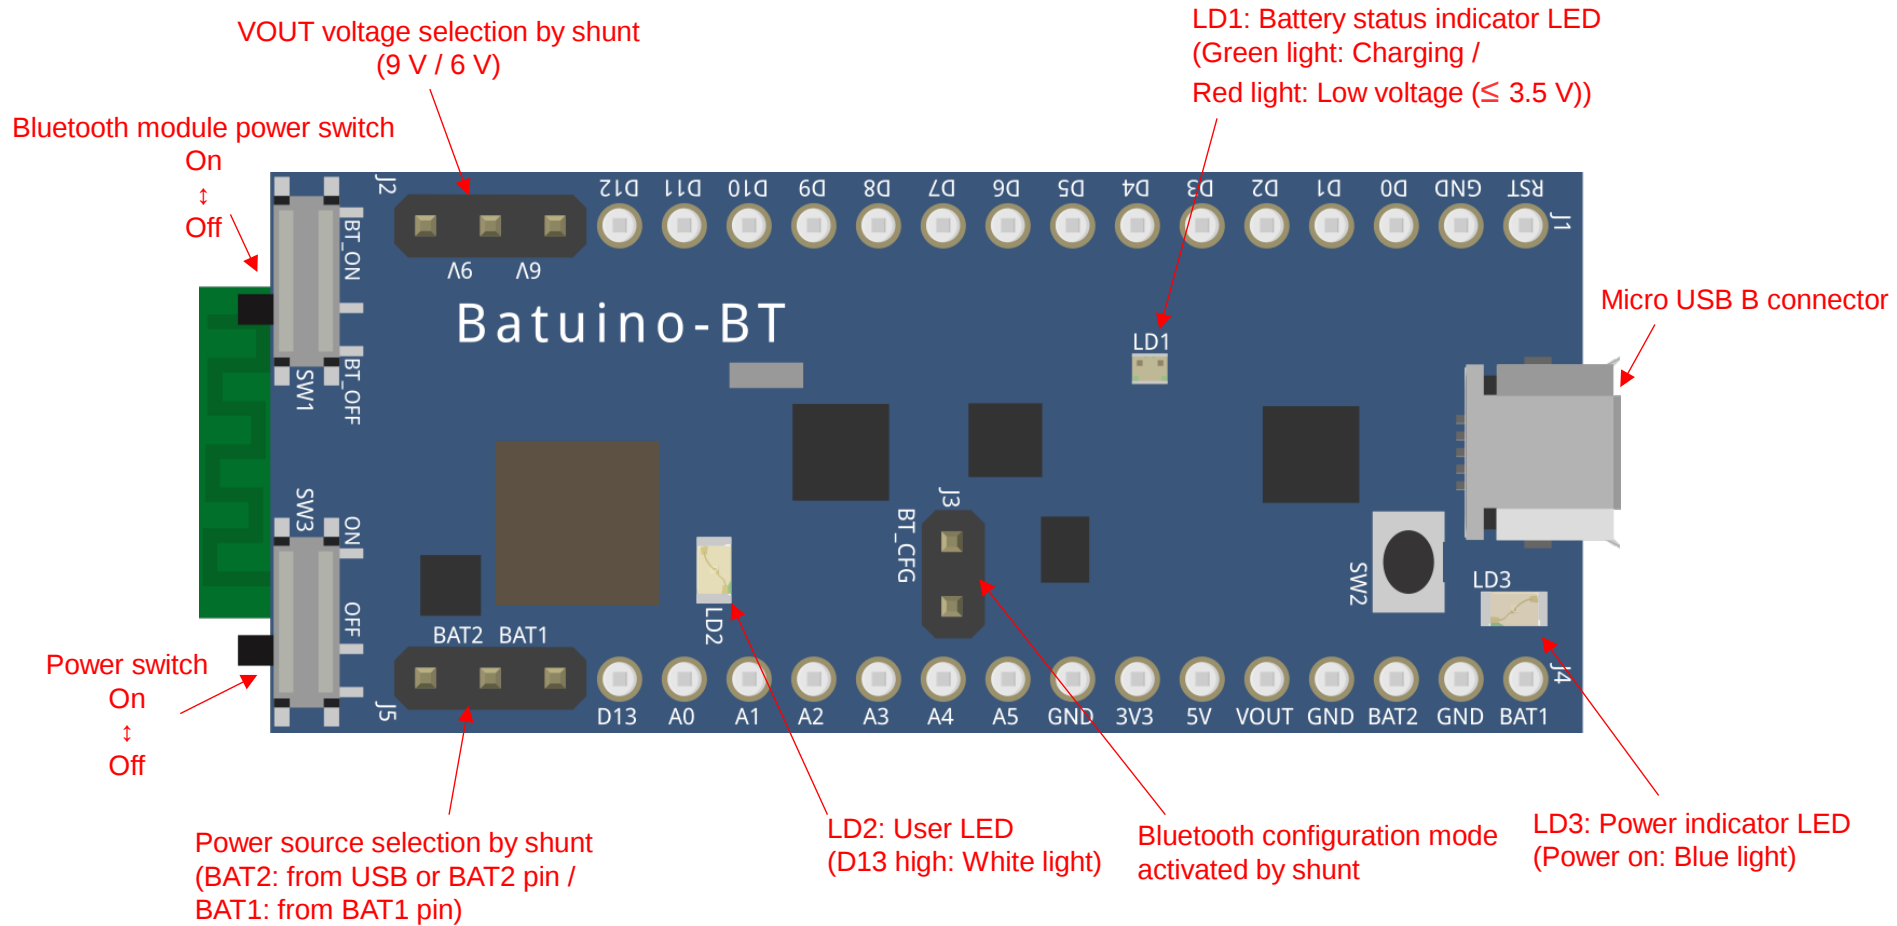 VOUT voltage selection by shunt
(9 V / 6 V)
LD1: Battery status indicator LED
(Green light: Charging /
Red light: Low voltage (≤ 3.5 V))
Bluetooth module power switch
On
↕
Off
J2
D12 D11 D10 D9 D8 D7 D6 D5 D4 D3 D2 D1 D0 GND RST
J1
BT_ON
9V 6V
Batuino-BT
Micro USB B connector
LD1
SW1
BT_OFF
SW3
ON
OFF
J3
BT_CFG
SW2
LD3
LD2
BAT2 BAT1
J5
J4
D13 A0 A1 A2 A3 A4 A5 GND 3V3 5V VOUT GND BAT2 GND BAT1
Power switch
On
↕
Off
Power source selection by shunt
(BAT2: from USB or BAT2 pin /
BAT1: from BAT1 pin)
LD2: User LED
(D13 high: White light)
Bluetooth configuration mode
activated by shunt
LD3: Power indicator LED
(Power on: Blue light)